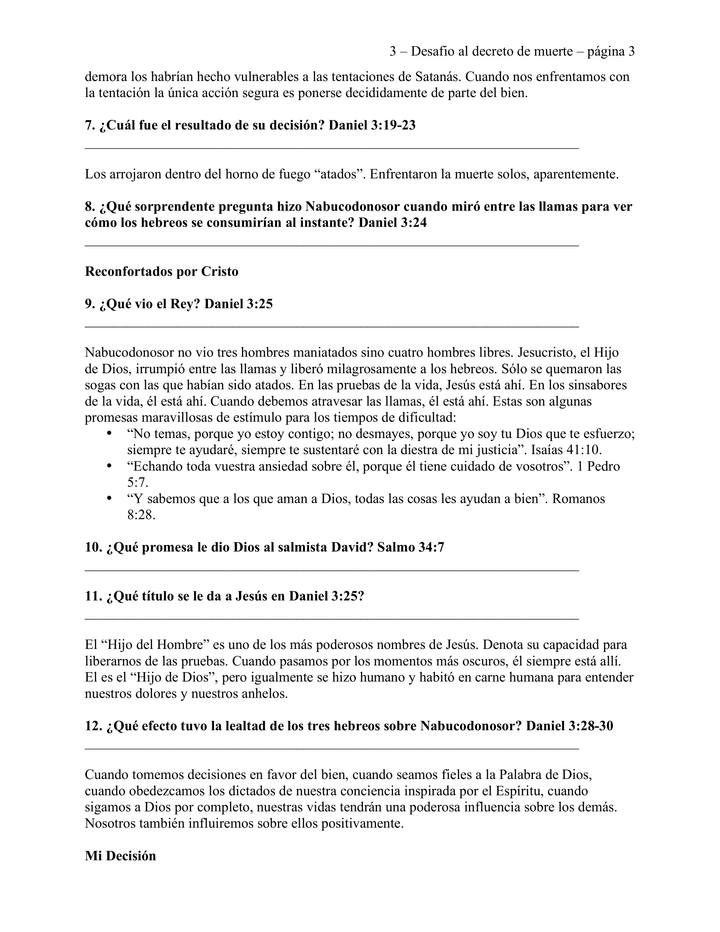 3 – Desafio al decreto de muerte – página 3
demora los habrían hecho vulnerables a las tentaciones de Satanás. Cuando nos enfrentamos con
la tentación la única acción segura es ponerse decididamente de parte del bien.
7. ¿Cuál fue el resultado de su decisión? Daniel 3:19-23
Los arrojaron dentro del horno de fuego “atados”. Enfrentaron la muerte solos, aparentemente.
8. ¿Qué sorprendente pregunta hizo Nabucodonosor cuando miró entre las llamas para ver
cómo los hebreos se consumirían al instante? Daniel 3:24
Reconfortados por Cristo
9. ¿Qué vio el Rey? Daniel 3:25
Nabucodonosor no vio tres hombres maniatados sino cuatro hombres libres. Jesucristo, el Hijo
de Dios, irrumpió entre las llamas y liberó milagrosamente a los hebreos. Sólo se quemaron las
sogas con las que habían sido atados. En las pruebas de la vida, Jesús está ahí. En los sinsabores
de la vida, él está ahí. Cuando debemos atravesar las llamas, él está ahí. Estas son algunas
promesas maravillosas de estímulo para los tiempos de dificultad:
• “No temas, porque yo estoy contigo; no desmayes, porque yo soy tu Dios que te esfuerzo;
siempre te ayudaré, siempre te sustentaré con la diestra de mi justicia”. Isaías 41:10.
• “Echando toda vuestra ansiedad sobre él, porque él tiene cuidado de vosotros”. 1 Pedro
5:7.
• “Y sabemos que a los que aman a Dios, todas las cosas les ayudan a bien”. Romanos
8:28.
10. ¿Qué promesa le dio Dios al salmista David? Salmo 34:7
11. ¿Qué título se le da a Jesús en Daniel 3:25?
El “Hijo del Hombre” es uno de los más poderosos nombres de Jesús. Denota su capacidad para
liberarnos de las pruebas. Cuando pasamos por los momentos más oscuros, él siempre está allí.
El es el “Hijo de Dios”, pero igualmente se hizo humano y habitó en carne humana para entender
nuestros dolores y nuestros anhelos.
12. ¿Qué efecto tuvo la lealtad de los tres hebreos sobre Nabucodonosor? Daniel 3:28-30
Cuando tomemos decisiones en favor del bien, cuando seamos fieles a la Palabra de Dios,
cuando obedezcamos los dictados de nuestra conciencia inspirada por el Espíritu, cuando
sigamos a Dios por completo, nuestras vidas tendrán una poderosa influencia sobre los demás.
Nosotros también influiremos sobre ellos positivamente.
Mi Decisión